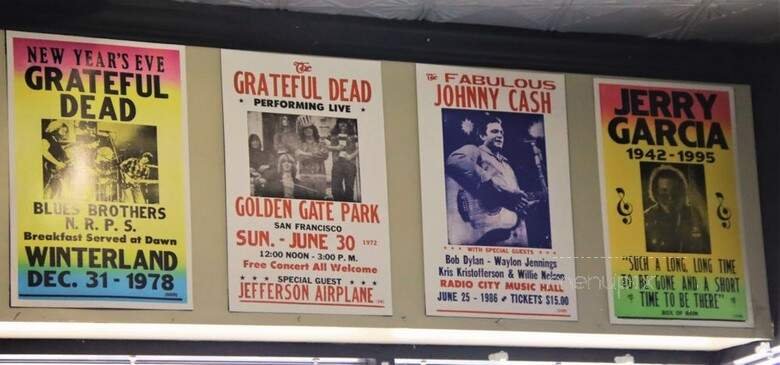 NEW YEAR'S EVE
GRATEFUL
DEAD
BLUES BROTHERS
N.R.P.S.
Breakfast Served at Dawn
WINTERLAND
DEC. 31 - 1978
The
GRATEFUL DEAD
PERFORMING LIVE
GOLDEN GATE PARK
SAN FRANCISCO
SUN. - JUNE 30 1972
12:00 NOON - 3:00 P.M.
Free Concert All Welcome
SPECIAL GUEST
JEFFERSON AIRPLANE
The FABULOUS
JOHNNY CASH
WITH SPECIAL GUESTS
Bob Dylan - Waylon Jennings
Kris Kristofferson & Willie Nelson
RADIO CITY MUSIC HALL
JUNE 25 - 1986 • TICKETS $15.00
JERRY
GARCIA
1942-1995
"SUCH A LONG, LONG TIME
TO BE GONE AND A SHORT
TIME TO BE THERE"
BOX OF RAIN
menupix